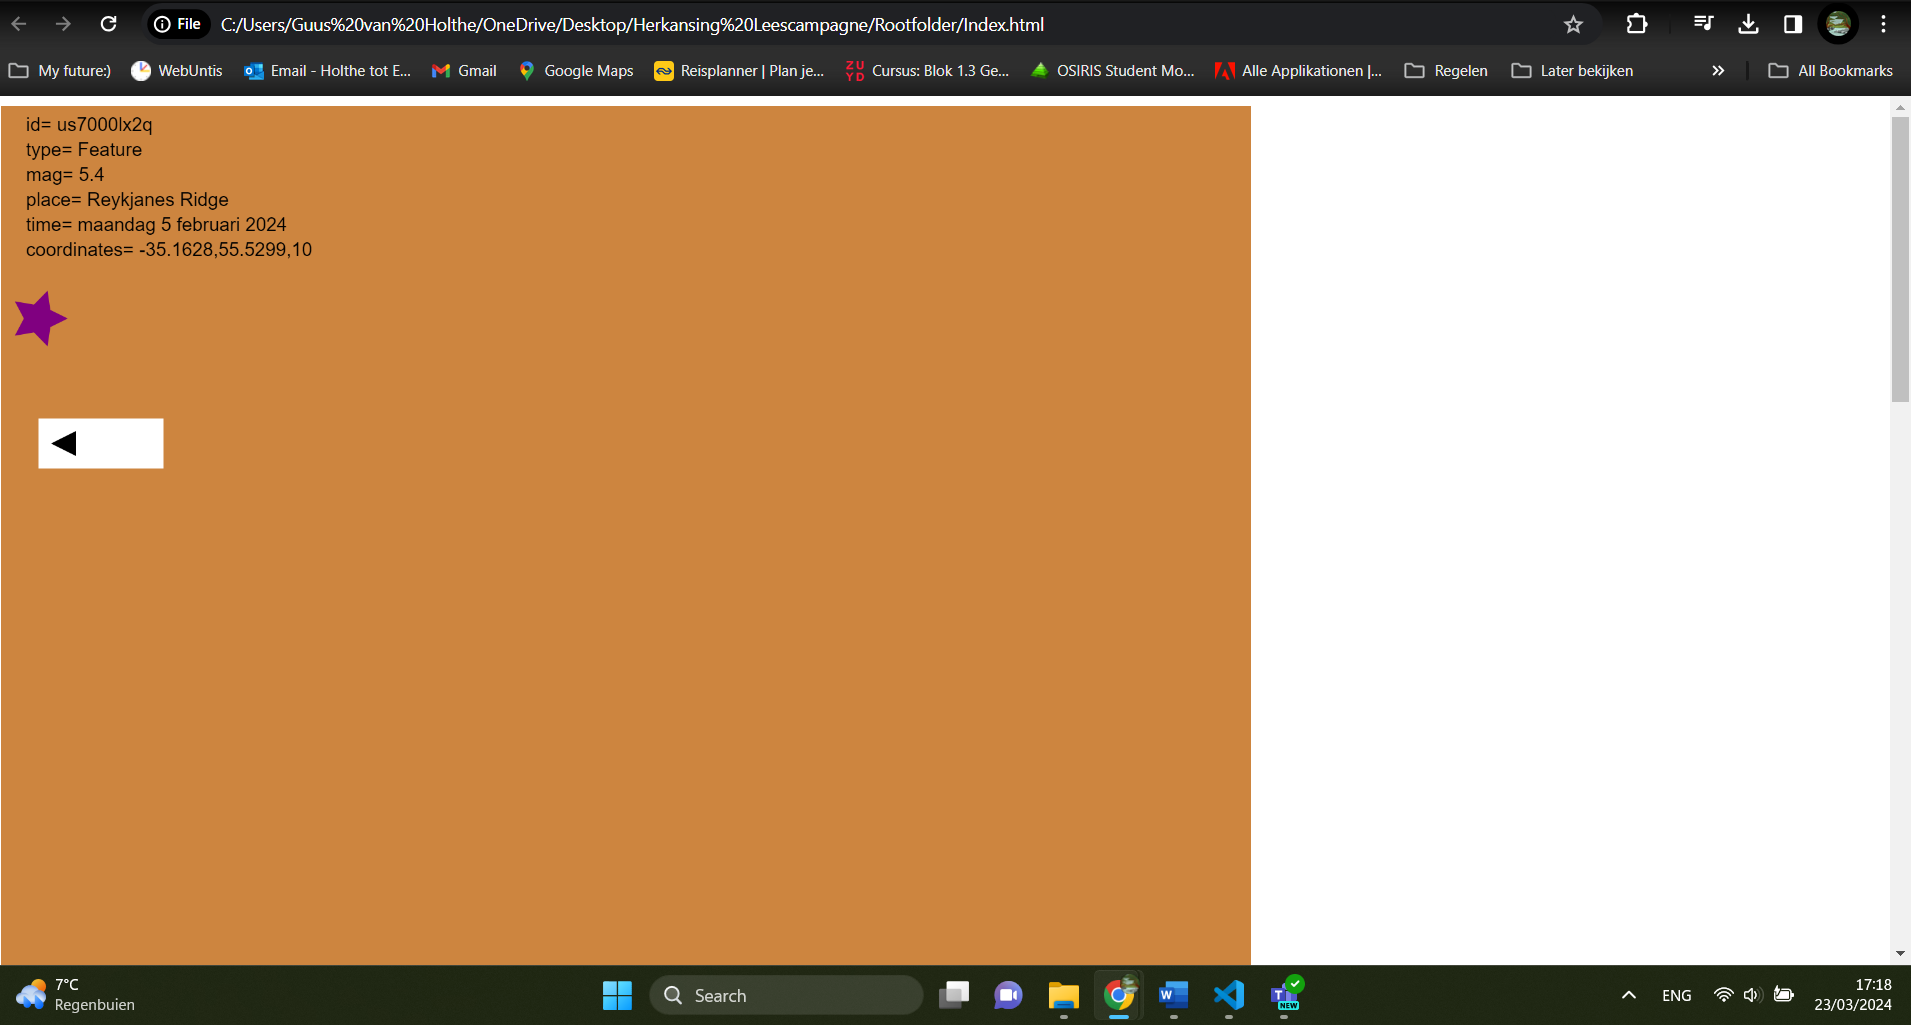 File C:/Users/Guus%20van%20Holthe/OneDrive/Desktop/Herkansing%20Leescampagne/Rootfolder/Index.html
My future:) WebUntis Email - Holthe tot E... Gmail Google Maps Reisplanner | Plan je... ZUYD Cursus: Blok 1.3 Ge... OSIRIS Student Mo... Alle Applikationen |... Regelen Later bekijken » All Bookmarks
id= us7000lx2q
type= Feature
mag= 5.4
place= Reykjanes Ridge
time= maandag 5 februari 2024
coordinates= -35.1628,55.5299,10
7°C
Regenbuien
Search
W
T
NEW
ENG
17:18
23/03/2024